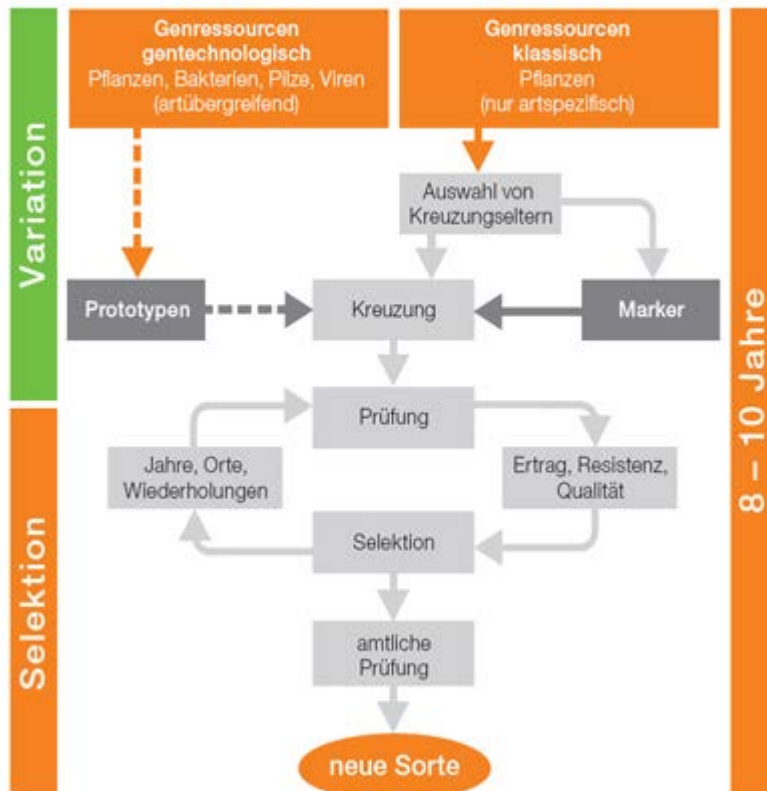 Variation
Selektion
8 – 10 Jahre
Genressourcen
gentechnologisch
Pflanzen, Bakterien, Pilze, Viren
(artübergreifend)
Genressourcen
klassisch
Pflanzen
(nur artspezifisch)
Auswahl von
Kreuzungseltern
Prototypen
Kreuzung
Marker
Prüfung
Jahre, Orte,
Wiederholungen
Ertrag, Resistenz,
Qualität
Selektion
amtliche
Prüfung
neue Sorte